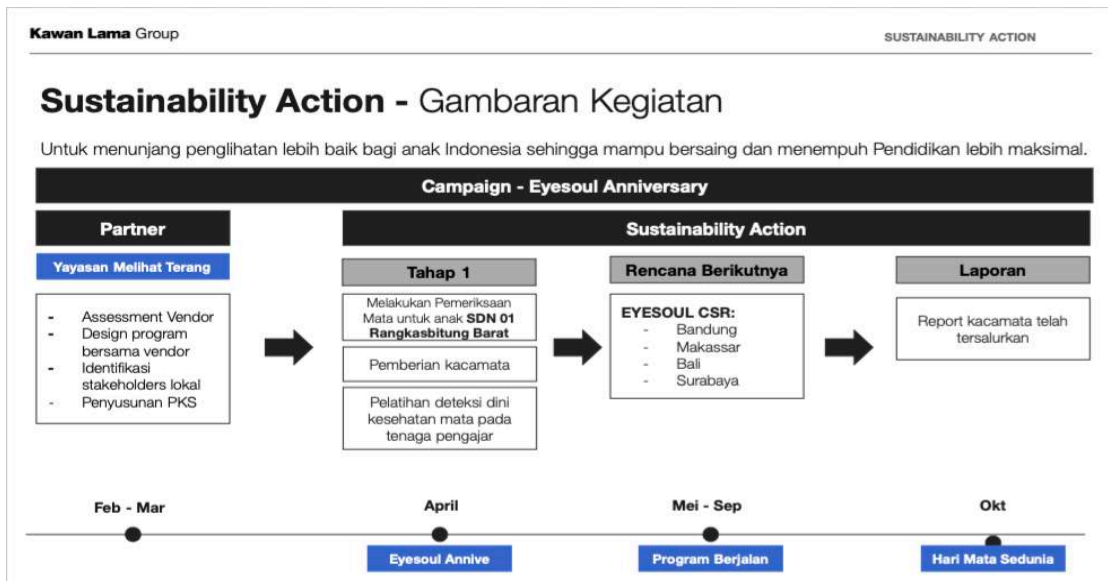 Kawan Lama Group
SUSTAINABILITY ACTION
Sustainability Action - Gambaran Kegiatan
Untuk menunjang penglihatan lebih baik bagi anak Indonesia sehingga mampu bersaing dan menempuh Pendidikan lebih maksimal.
Campaign - Eyesoul Anniversary
Partner
Sustainability Action
Yayasan Melihat Terang
- Assessment Vendor
- Design program
bersama vendor
- Identifikasi
stakeholders lokal
- Penyusunan PKS
Tahap 1
Melakukan Pemeriksaan
Mata untuk anak SDN 01
Rangkasbitung Barat
Pemberian kacamata
Pelatihan deteksi dini
kesehatan mata pada
tenaga pengajar
Rencana Berikutnya
EYESOUL CSR:
- Bandung
- Makassar
- Bali
- Surabaya
Laporan
Report kacamata telah
tersalurkan
Feb - Mar
April
Mei - Sep
Okt
Eyesoul Annive
Program Berjalan
Hari Mata Sedunia